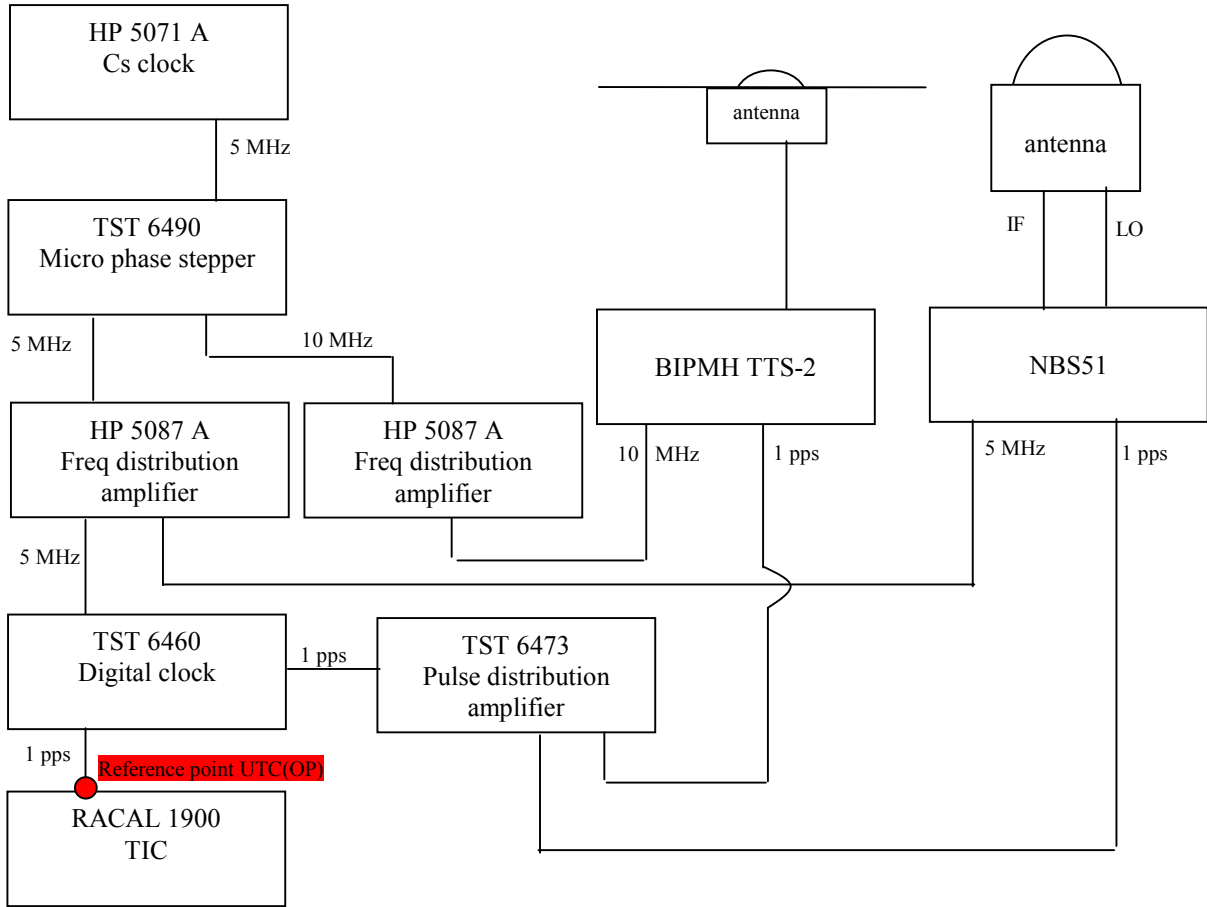 HP 5071 A
Cs clock
5 MHz
antenna
antenna
TST 6490
Micro phase stepper
IF
LO
5 MHz
10 MHz
BIPMH TTS-2
NBS51
HP 5087 A
Freq distribution
amplifier
HP 5087 A
Freq distribution
amplifier
10 MHz
1 pps
5 MHz
1 pps
5 MHz
TST 6460
Digital clock
1 pps
TST 6473
Pulse distribution
amplifier
1 pps
Reference point UTC(OP)
RACAL 1900
TIC